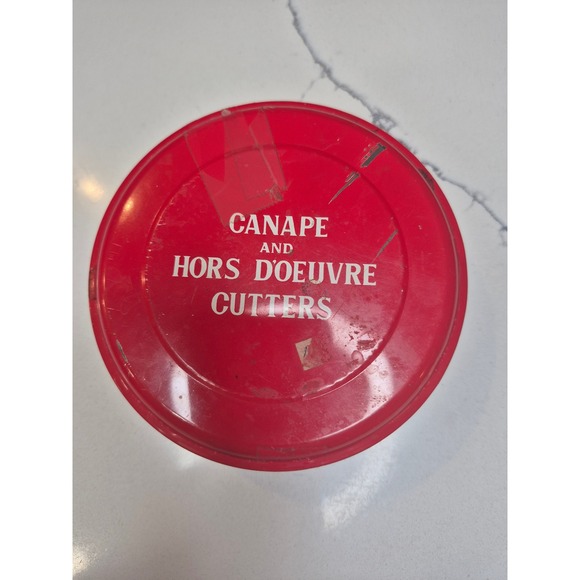 CANAPE
AND
HORS D'OEUVRE
CUTTERS